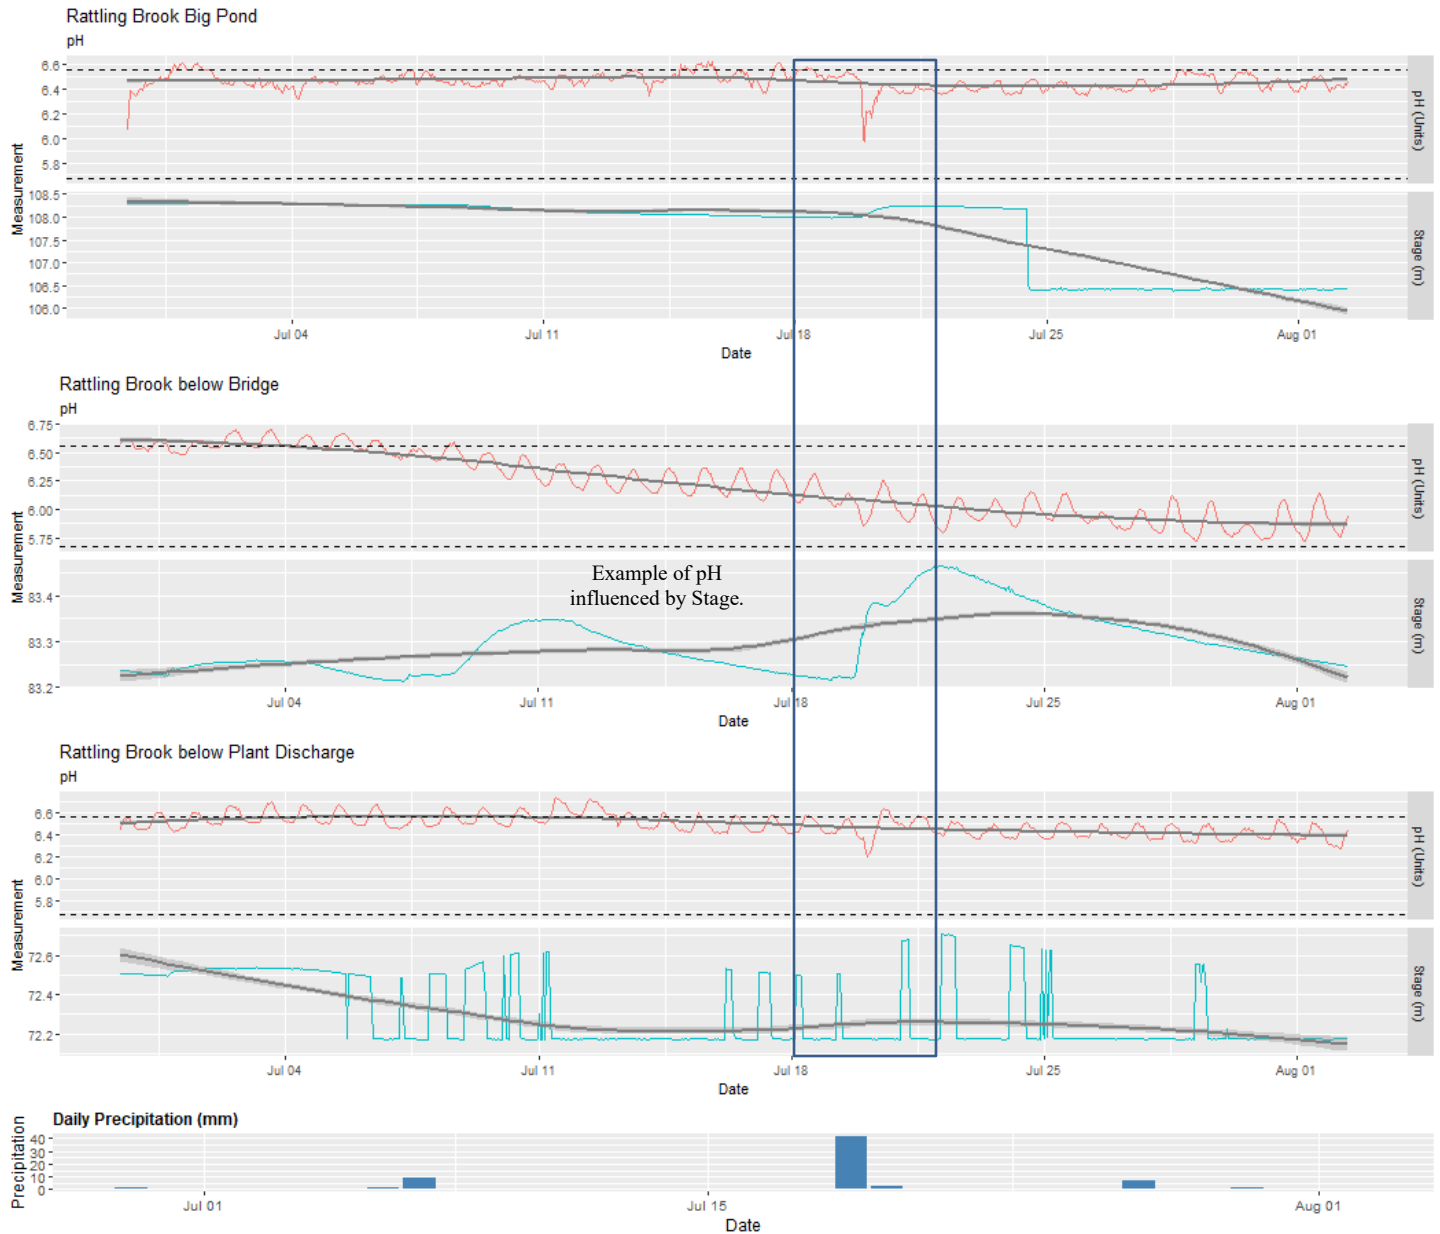 Rattling Brook Big Pond
pH
Measurement
6.6
6.4
6.2
6.0
5.8
pH (Units)
108.5
108.0
107.5
107.0
106.5
106.0
Stage (m)
Jul 04 Jul 11 Jul 18 Jul 25 Aug 01
Date
Rattling Brook below Bridge
pH
Measurement
6.75
6.50
6.25
6.00
5.75
pH (Units)
Example of pH
influenced by Stage.
83.4
83.3
83.2
Stage (m)
Jul 04 Jul 11 Jul 18 Jul 25 Aug 01
Date
Rattling Brook below Plant Discharge
pH
Measurement
6.6
6.4
6.2
6.0
5.8
pH (Units)
72.6
72.4
72.2
Stage (m)
Jul 04 Jul 11 Jul 18 Jul 25 Aug 01
Date
Daily Precipitation (mm)
Precipitation
40
30
20
10
0
Jul 01 Jul 15 Aug 01
Date